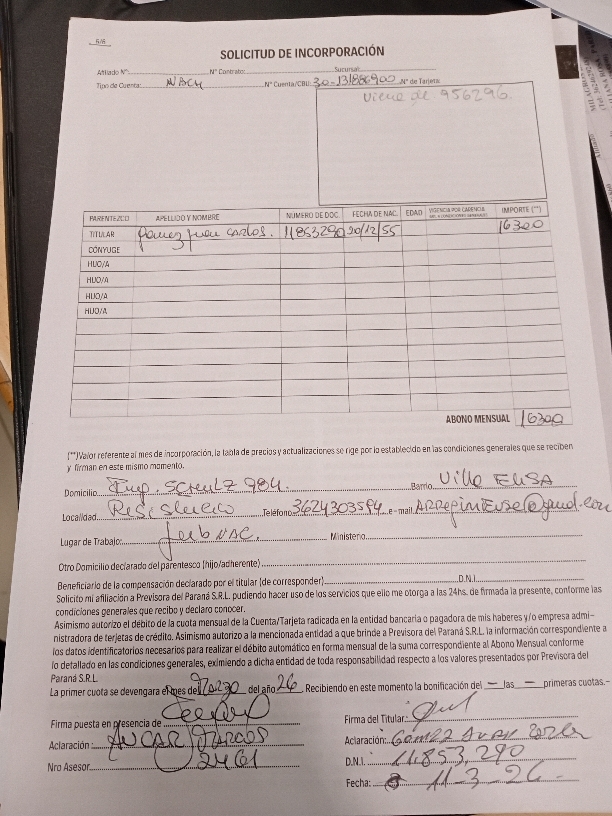 5/6
SOLICITUD DE INCORPORACIÓN
Afiliado N°: N° Contrato: Sucursal:
Tipo de Cuenta: N° Cuenta/CBU: 30-131886900 N° de Tarjeta:
Viene de 956296.
PARENTEZCO APELLIDO Y NOMBRE NUMERO DE DOC. FECHA DE NAC. EDAD VIGENCIA POR CARENCIA IMPORTE (**)
TITULAR Gomez Juan Carlos. 11853290 20/12/55 16300
CÓNYUGE
HIJO/A
HIJO/A
HIJO/A
HIJO/A
ABONO MENSUAL 16300
(**)Valor referente al mes de incorporación, la tabla de precios y actualizaciones se rige por lo establecido en las condiciones generales que se reciben
y firman en este mismo momento.
Domicilio 984. Barrio Villa ELISA
Localidad Resistencia Teléfono 3624303594 e-mail
Lugar de Trabajo: Jub NAC. Ministerio
Otro Domicilio declarado del parentesco (hijo/adherente)
Beneficiario de la compensación declarado por el titular (de corresponder) D.N.I.
Solicito mi afiliación a Previsora del Paraná S.R.L. pudiendo hacer uso de los servicios que ello me otorga a las 24hs. de firmada la presente, conforme las
condiciones generales que recibo y declaro conocer.
Asimismo autorizo el débito de la cuota mensual de la Cuenta/Tarjeta radicada en la entidad bancaria o pagadora de mis haberes y/o empresa admi-
nistradora de terjetas de crédito. Asimismo autorizo a la mencionada entidad a que brinde a Previsora del Paraná S.R.L. la información correspondiente a
los datos identificatorios necesarios para realizar el débito automático en forma mensual de la suma correspondiente al Abono Mensual conforme
lo detallado en las condiciones generales, eximiendo a dicha entidad de toda responsabilidad respecto a los valores presentados por Previsora del
Paraná S.R.L
La primer cuota se devengara el mes de Marzo del año 26. Recibiendo en este momento la bonificación del — las — primeras cuotas.-
Firma puesta en presencia de
Firma del Titular:
Aclaración: MARCOS
Aclaración: GOMEZ JUAN Carlos
Nro Asesor 2461
D.N.I. 11.853.290
Fecha: 11-3-26